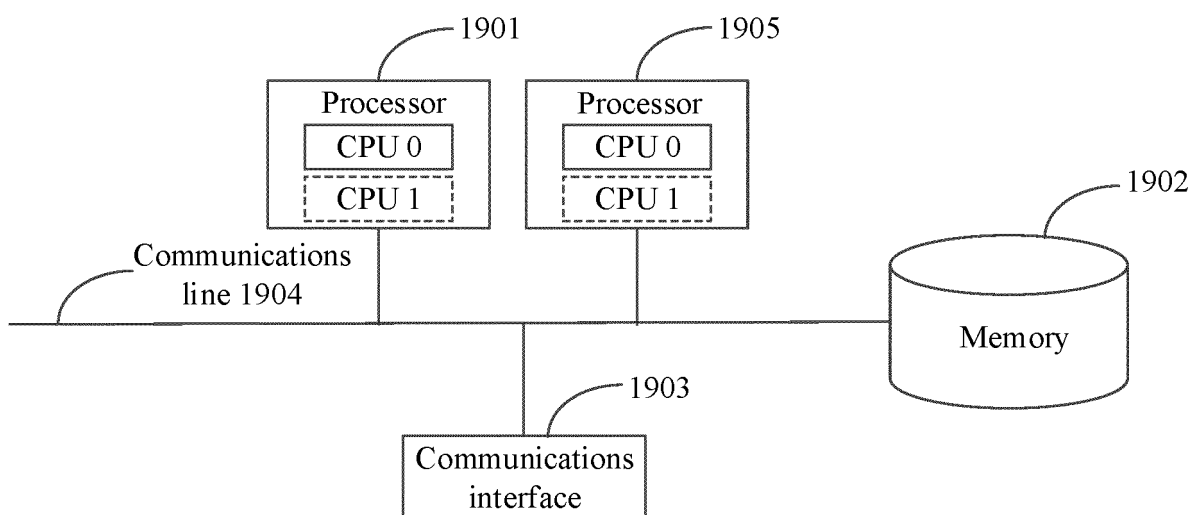 1901
1905
Processor
CPU 0
CPU 1
Processor
CPU 0
CPU 1
1902
Communications
line 1904
Memory
1903
Communications
interface